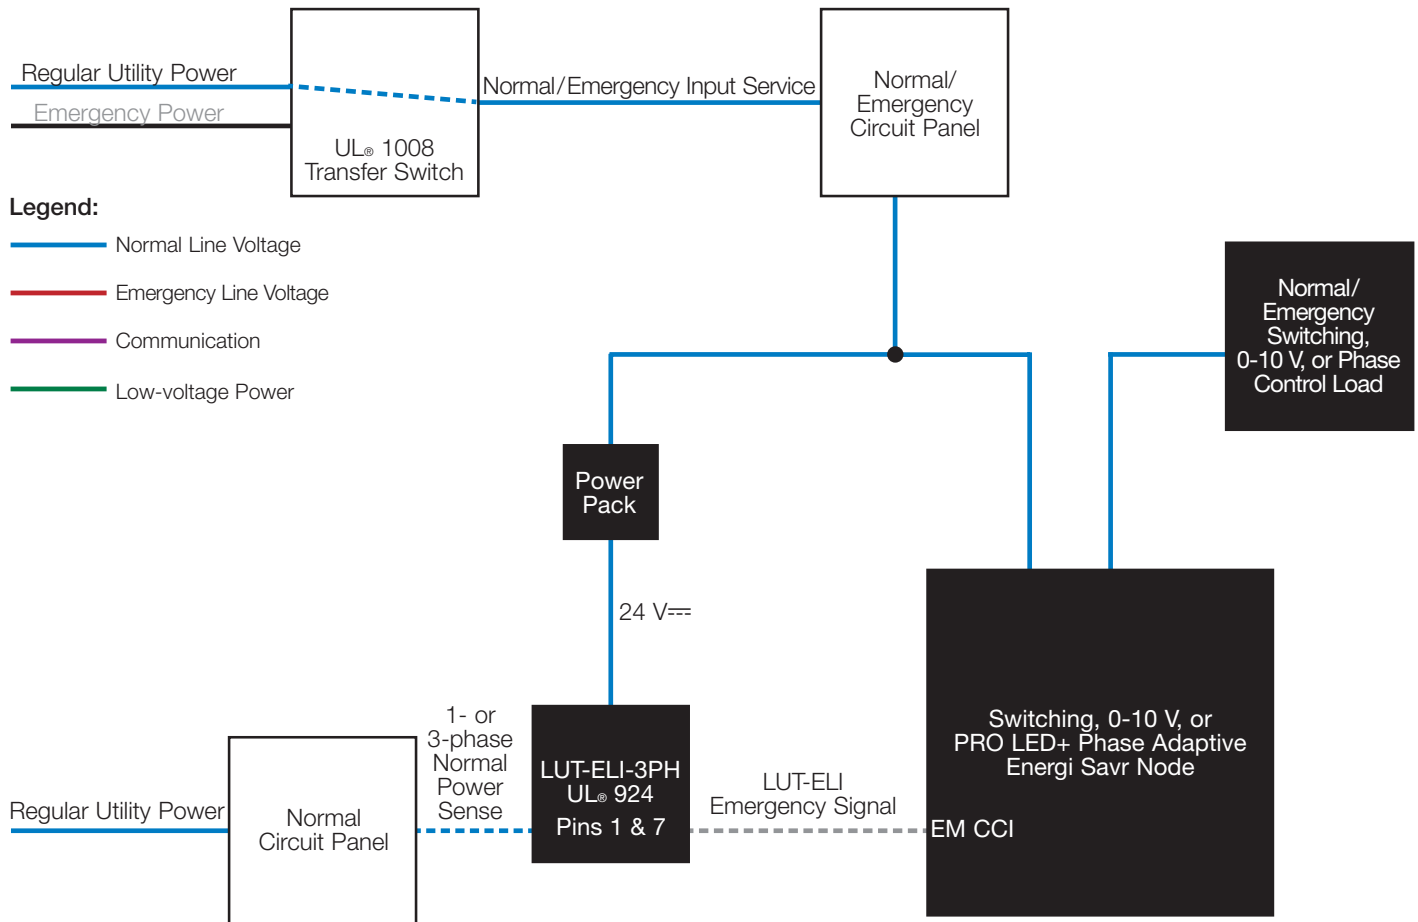 Regular Utility Power
Emergency Power
UL® 1008
Transfer Switch
Normal/Emergency Input Service
Normal/
Emergency
Circuit Panel
Legend:
Normal Line Voltage
Emergency Line Voltage
Communication
Low-voltage Power
Normal/
Emergency
Switching,
0-10 V, or Phase
Control Load
Power
Pack
24 V⎓
Regular Utility Power
Normal
Circuit Panel
1- or
3-phase
Normal
Power
Sense
LUT-ELI-3PH
UL® 924
Pins 1 & 7
LUT-ELI
Emergency Signal
Switching, 0-10 V, or
PRO LED+ Phase Adaptive
Energi Savr Node
EM CCI